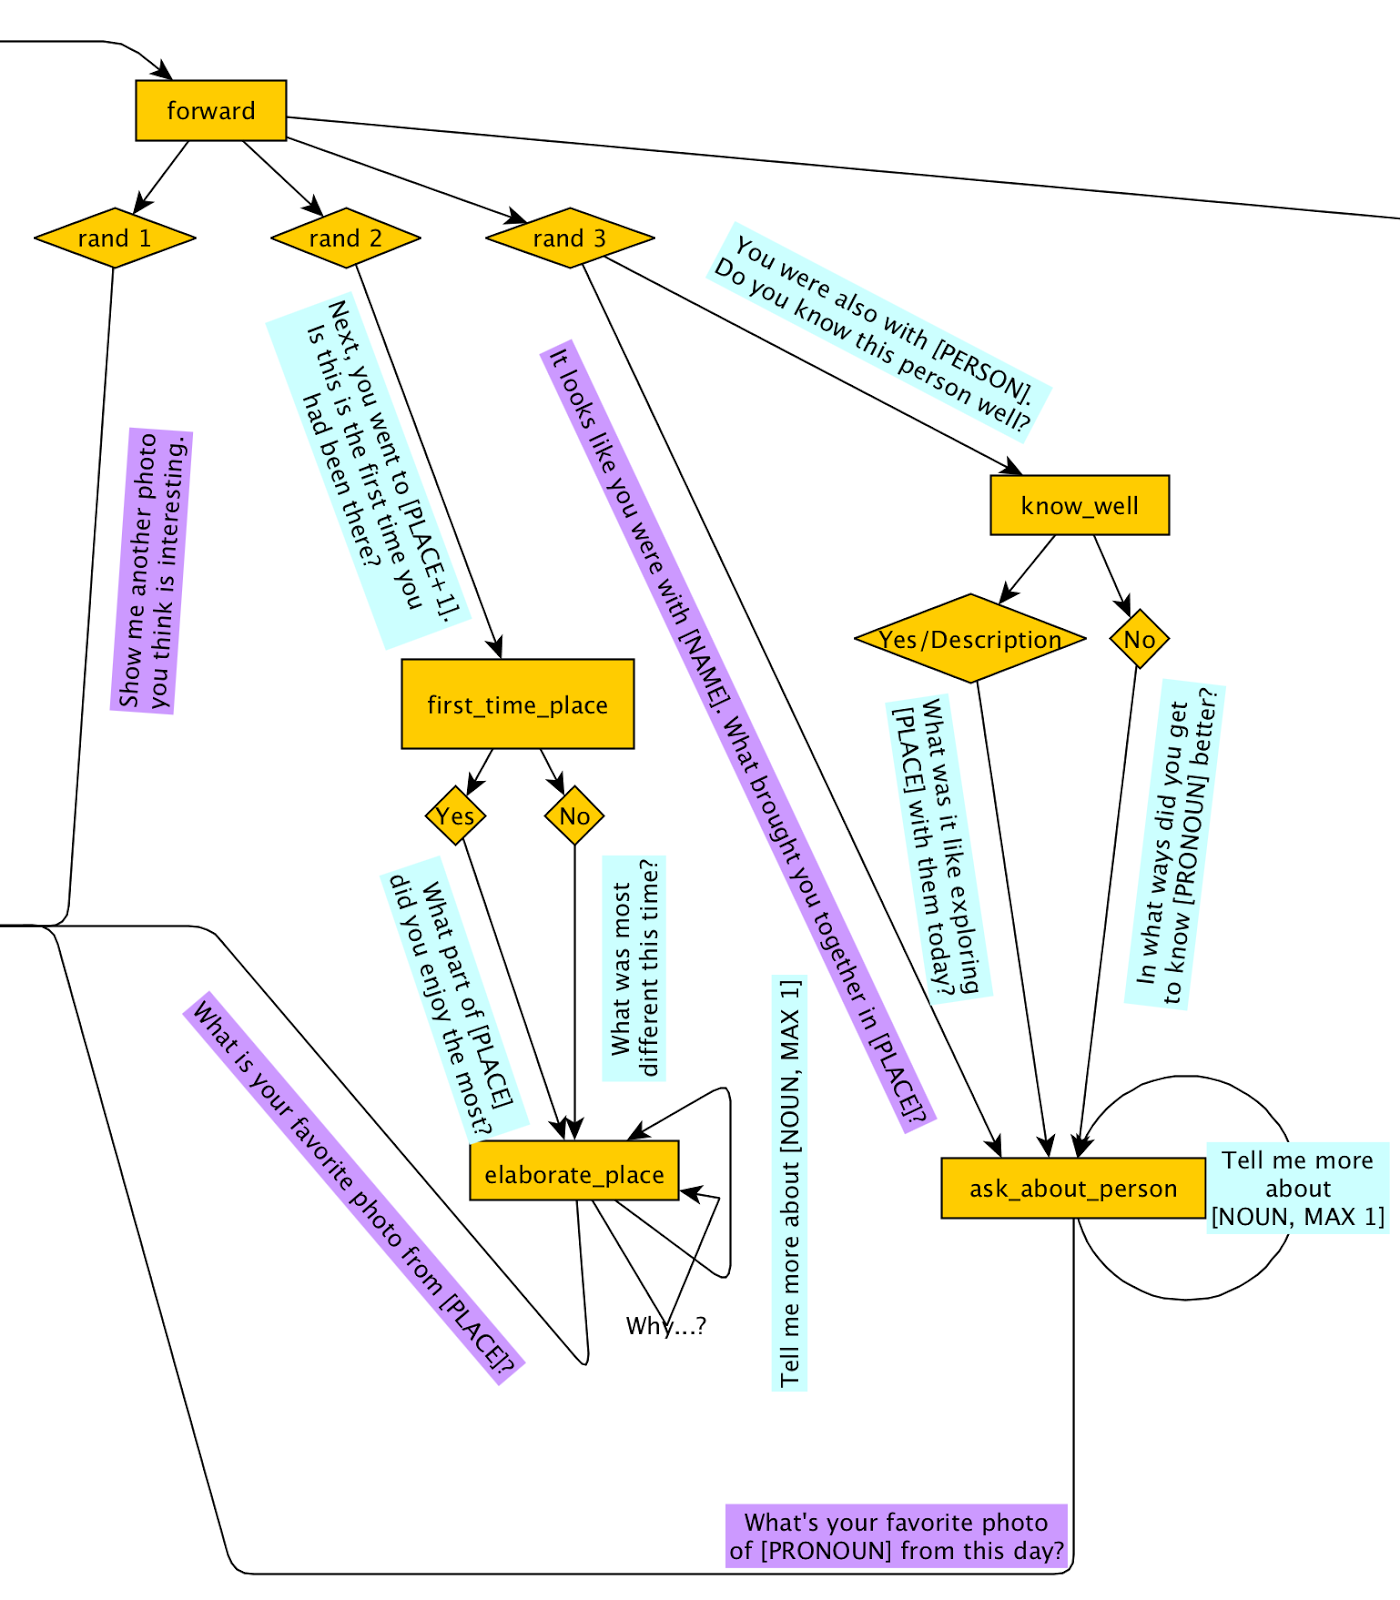 forward
rand 1
rand 2
rand 3
You were also with [PERSON].
Do you know this person well?
Next, you went to [PLACE+1].
Is this is the first time you
had been there?
It looks like you were with [NAME]. What brought you together in [PLACE]?
Show me another photo
you think is interesting.
know_well
Yes/Description
No
first_time_place
Yes
No
What was it like exploring
[PLACE] with them today?
In what ways did you get
to know [PRONOUN] better?
What part of [PLACE]
did you enjoy the most?
What was most
different this time?
What is your favorite photo from [PLACE]?
Tell me more about [NOUN, MAX 1]
elaborate_place
ask_about_person
Tell me more
about
[NOUN, MAX 1]
Why...?
What's your favorite photo
of [PRONOUN] from this day?